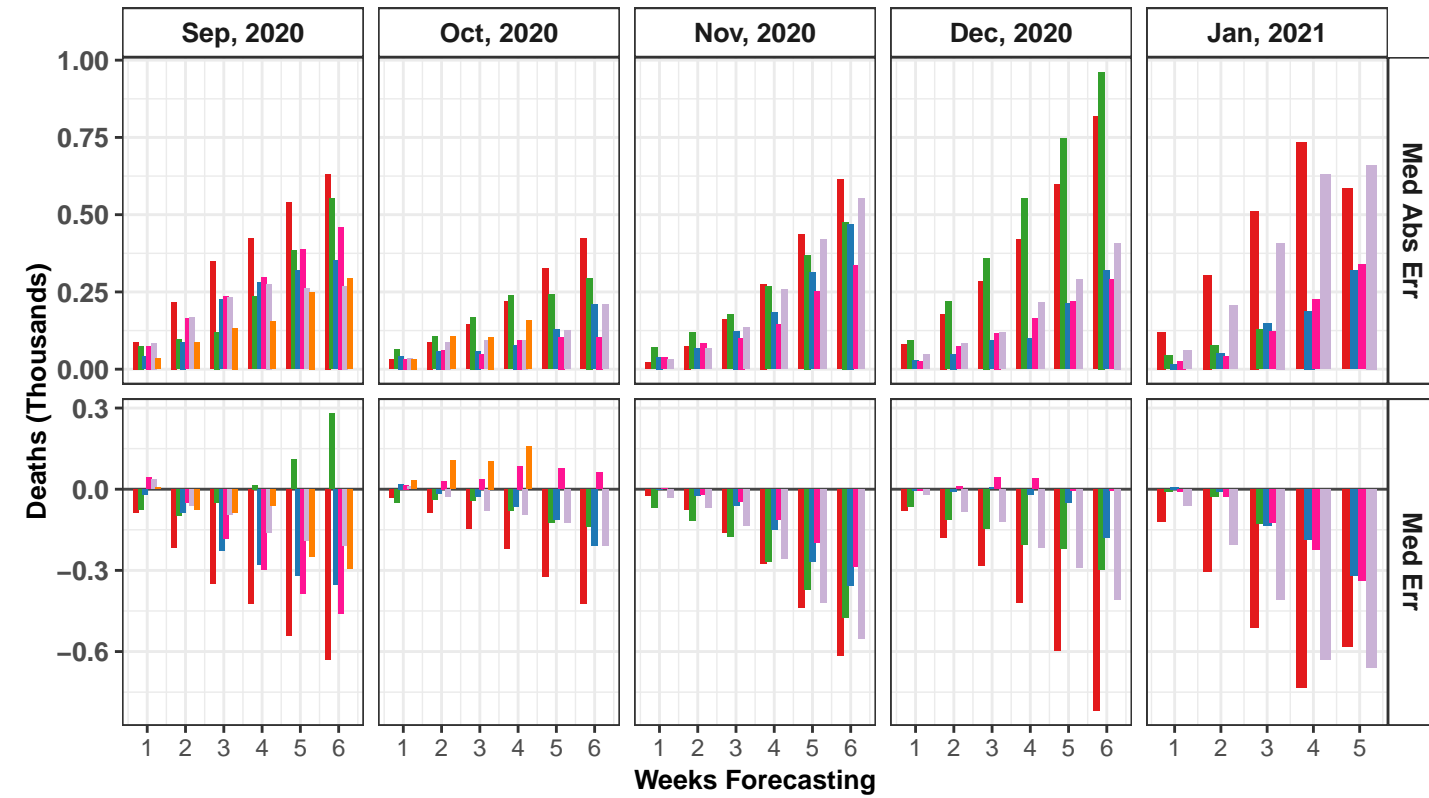 Sep, 2020
Oct, 2020
Nov, 2020
Dec, 2020
Jan, 2021
1.00
0.75
0.50
0.25
0.00
Med Abs Err
0.3
0.0
−0.3
−0.6
Med Err
Deaths (Thousands)
1 2 3 4 5 6
1 2 3 4 5 6
1 2 3 4 5 6
1 2 3 4 5 6
1 2 3 4 5
Weeks Forecasting